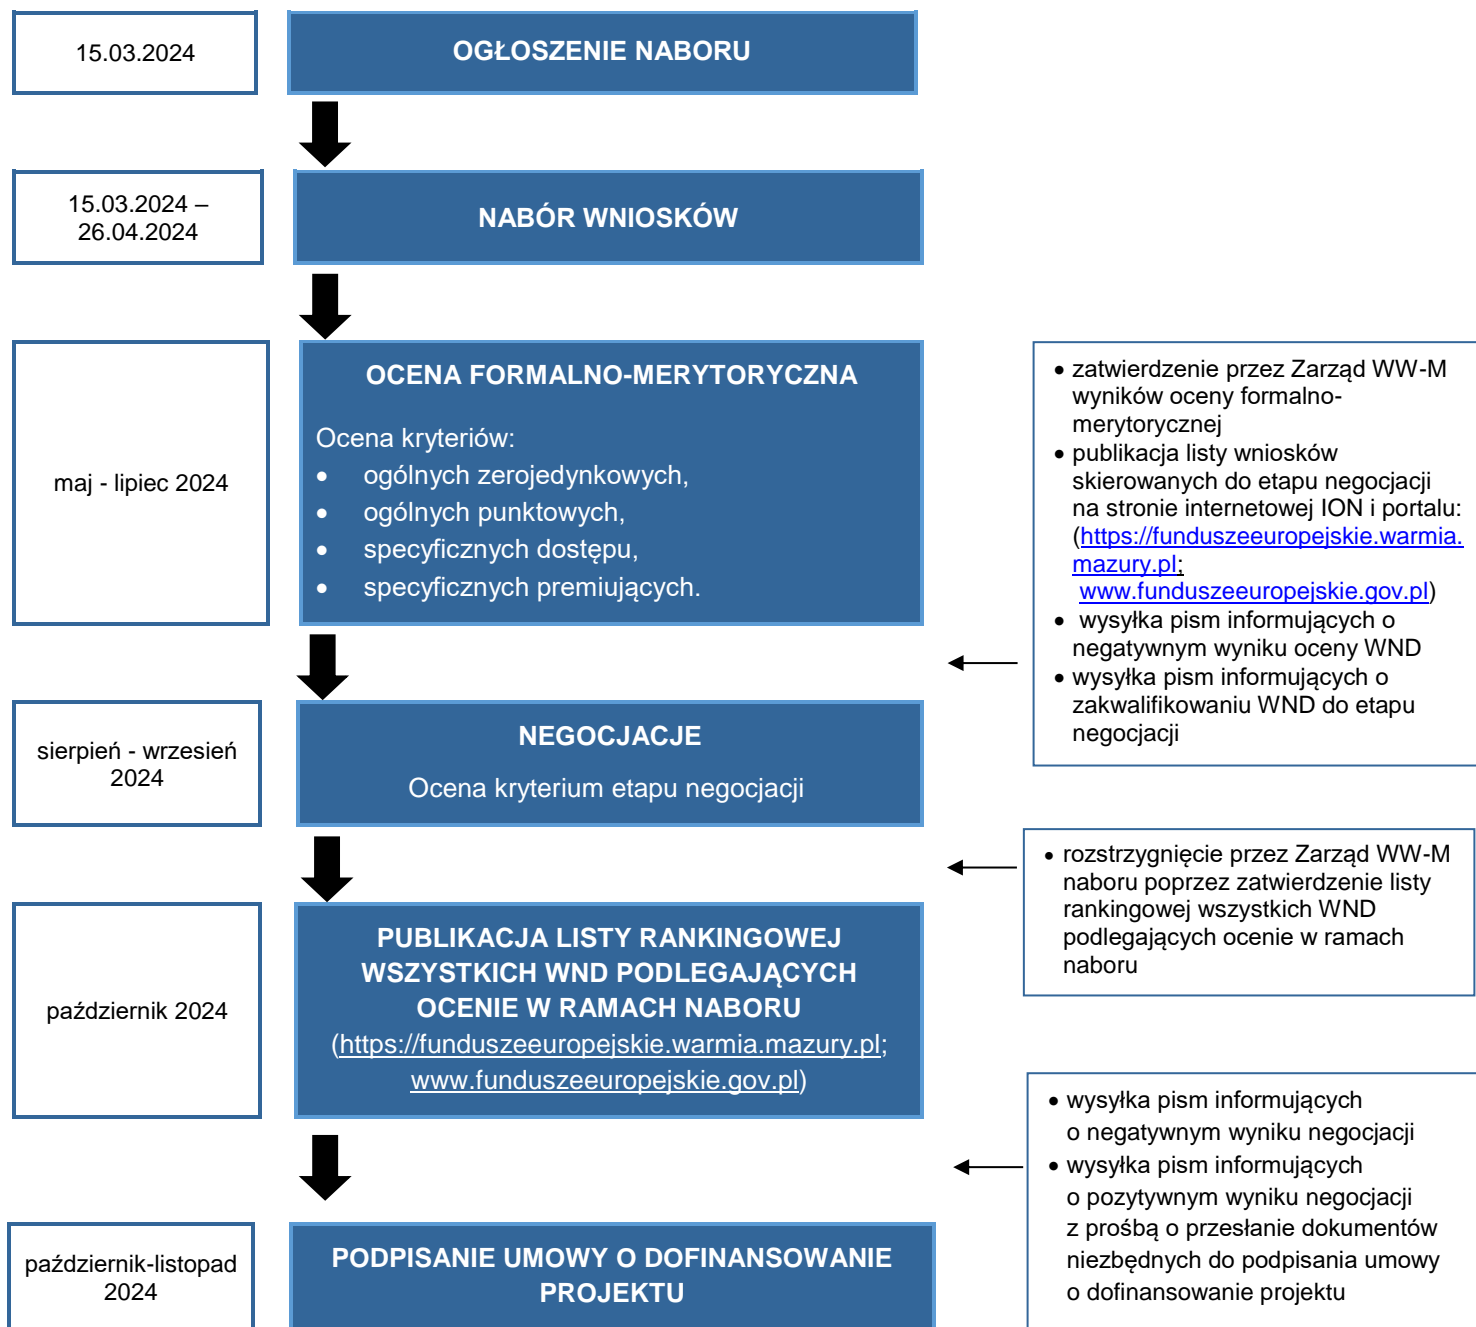 15.03.2024
OGŁOSZENIE NABORU
15.03.2024 –
26.04.2024
NABÓR WNIOSKÓW
maj - lipiec 2024
OCENA FORMALNO-MERYTORYCZNA
Ocena kryteriów:
• ogólnych zerojedynkowych,
• ogólnych punktowych,
• specyficznych dostępu,
• specyficznych premiujących.
• zatwierdzenie przez Zarząd WW-M
wyników oceny formalno-
merytorycznej
• publikacja listy wniosków
skierowanych do etapu negocjacji
na stronie internetowej ION i portalu:
(https://funduszeeuropejskie.warmia.
mazury.pl;
www.funduszeeuropejskie.gov.pl)
• wysyłka pism informujących o
negatywnym wyniku oceny WND
• wysyłka pism informujących o
zakwalifikowaniu WND do etapu
negocjacji
sierpień - wrzesień
2024
NEGOCJACJE
Ocena kryterium etapu negocjacji
• rozstrzygnięcie przez Zarząd WW-M
naboru poprzez zatwierdzenie listy
rankingowej wszystkich WND
podlegających ocenie w ramach
naboru
październik 2024
PUBLIKACJA LISTY RANKINGOWEJ
WSZYSTKICH WND PODLEGAJĄCYCH
OCENIE W RAMACH NABORU
(https://funduszeeuropejskie.warmia.mazury.pl;
www.funduszeeuropejskie.gov.pl)
• wysyłka pism informujących
o negatywnym wyniku negocjacji
• wysyłka pism informujących
o pozytywnym wyniku negocjacji
z prośbą o przesłanie dokumentów
niezbędnych do podpisania umowy
o dofinansowanie projektu
październik-listopad
2024
PODPISANIE UMOWY O DOFINANSOWANIE
PROJEKTU